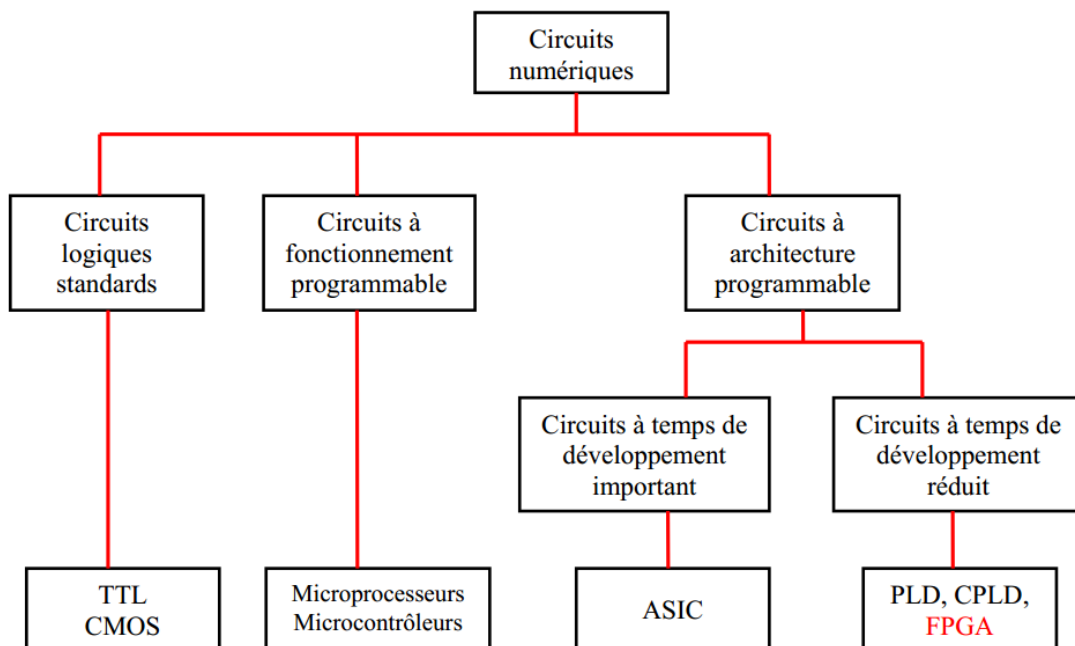 Circuits
numériques
Circuits
logiques
standards
Circuits à
fonctionnement
programmable
Circuits à
architecture
programmable
Circuits à temps de
développement
important
Circuits à temps de
développement
réduit
TTL
CMOS
Microprocesseurs
Microcontrôleurs
ASIC
PLD, CPLD,
FPGA